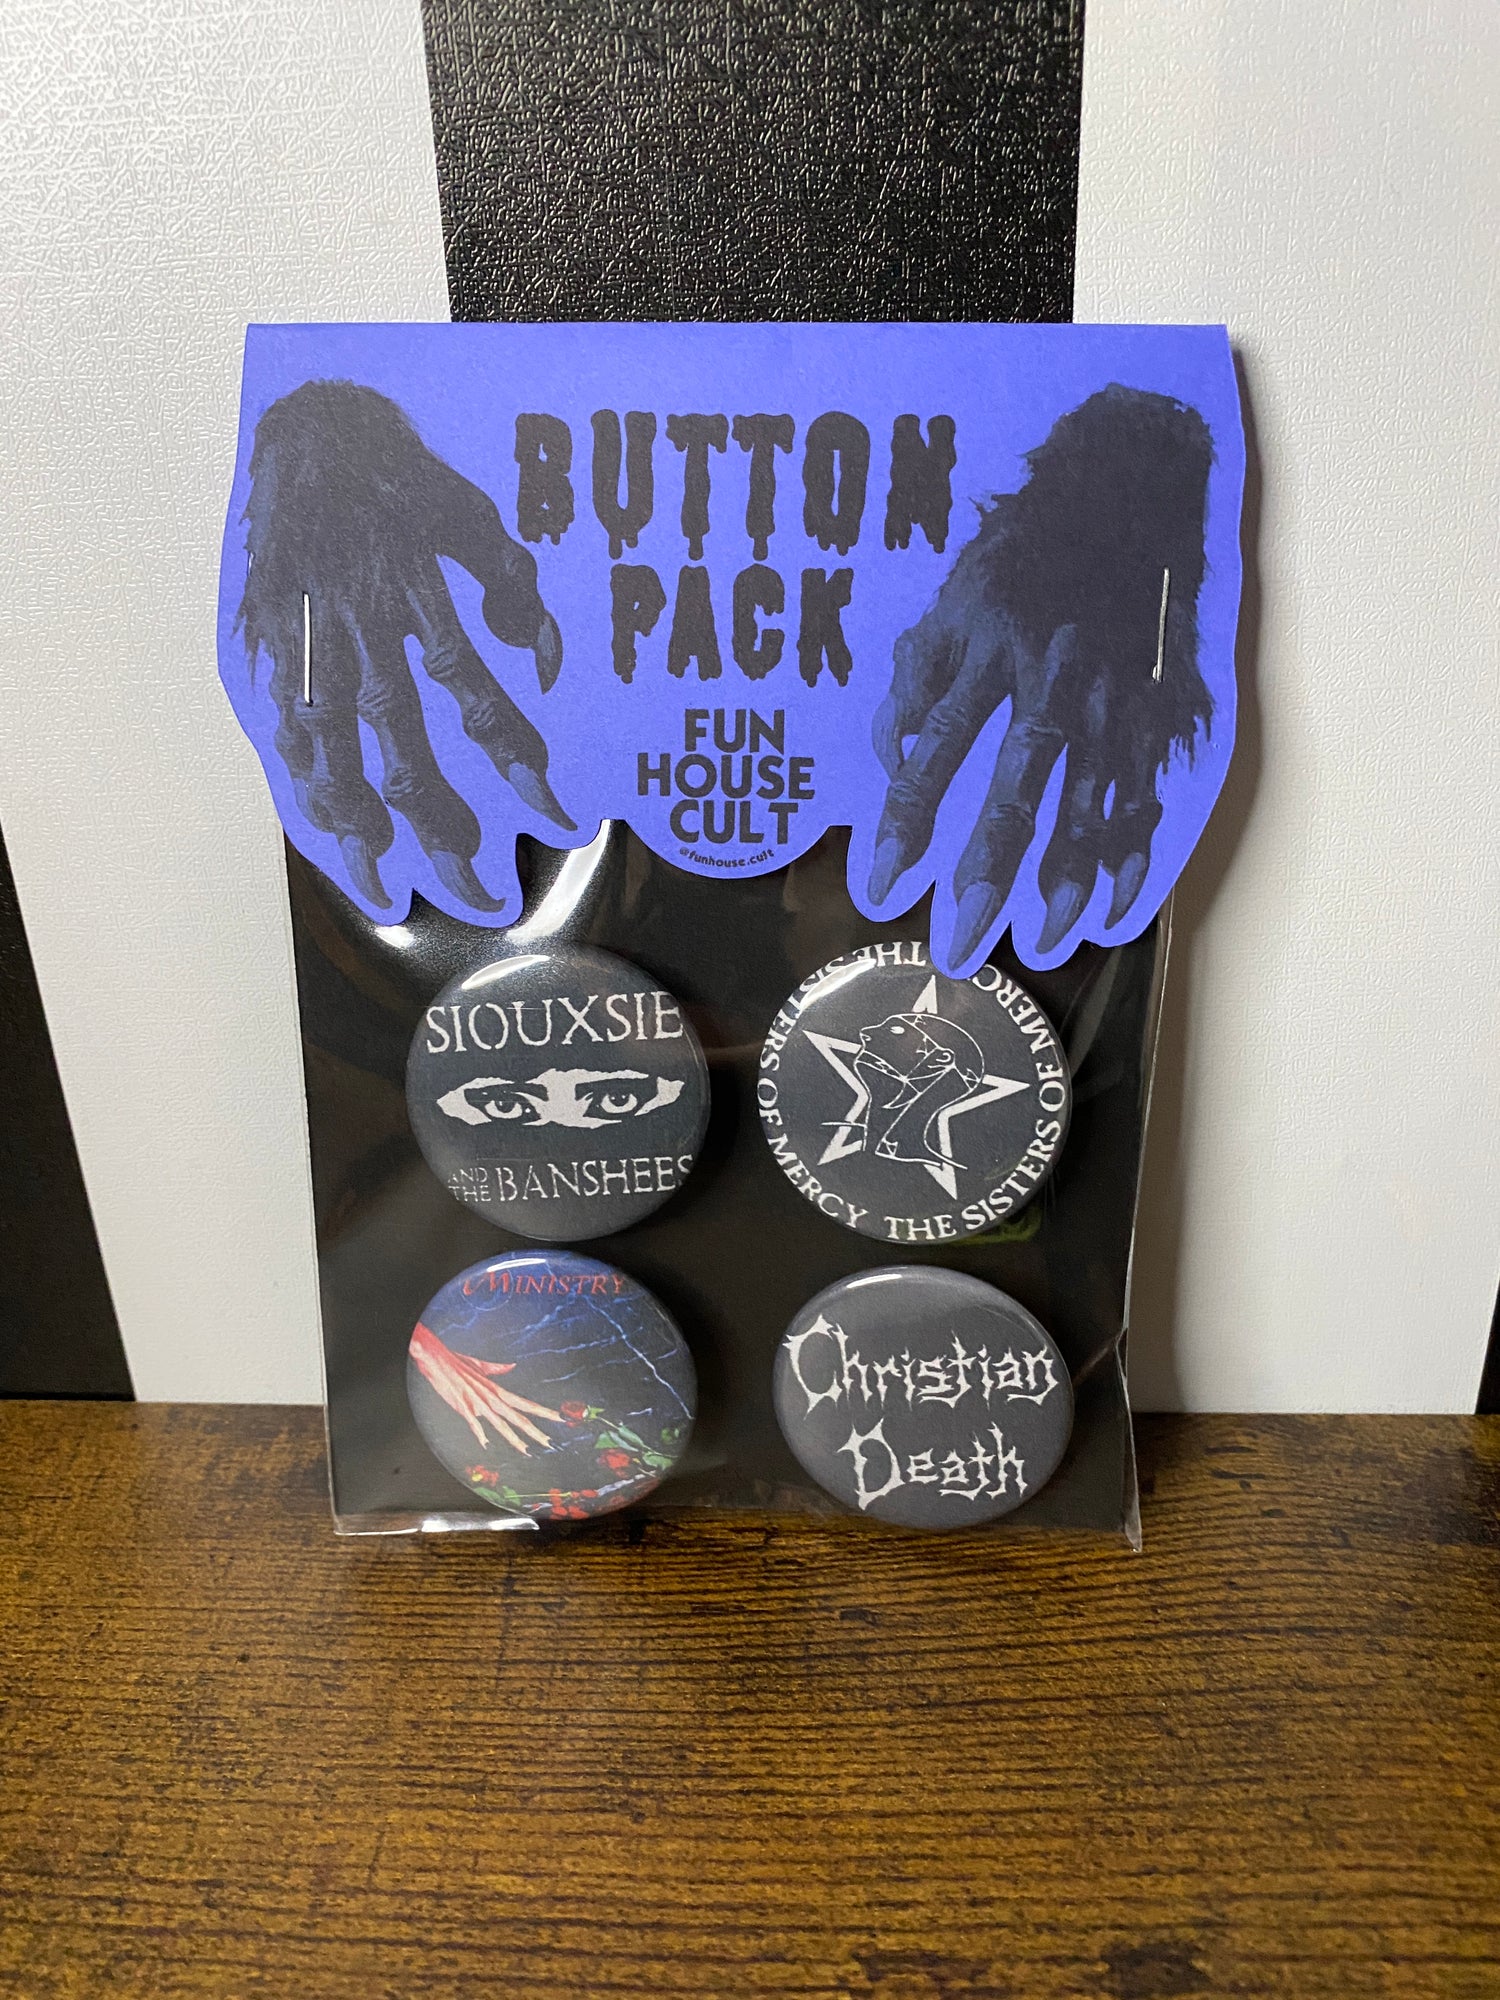 BUTTON
PACK
FUN
HOUSE
CULT
@funhouse.cult
SIOUXSIE
AND
THE BANSHEES
THE SISTERS OF MERCY THE SISTERS OF MERCY
MINISTRY
Christian
Death